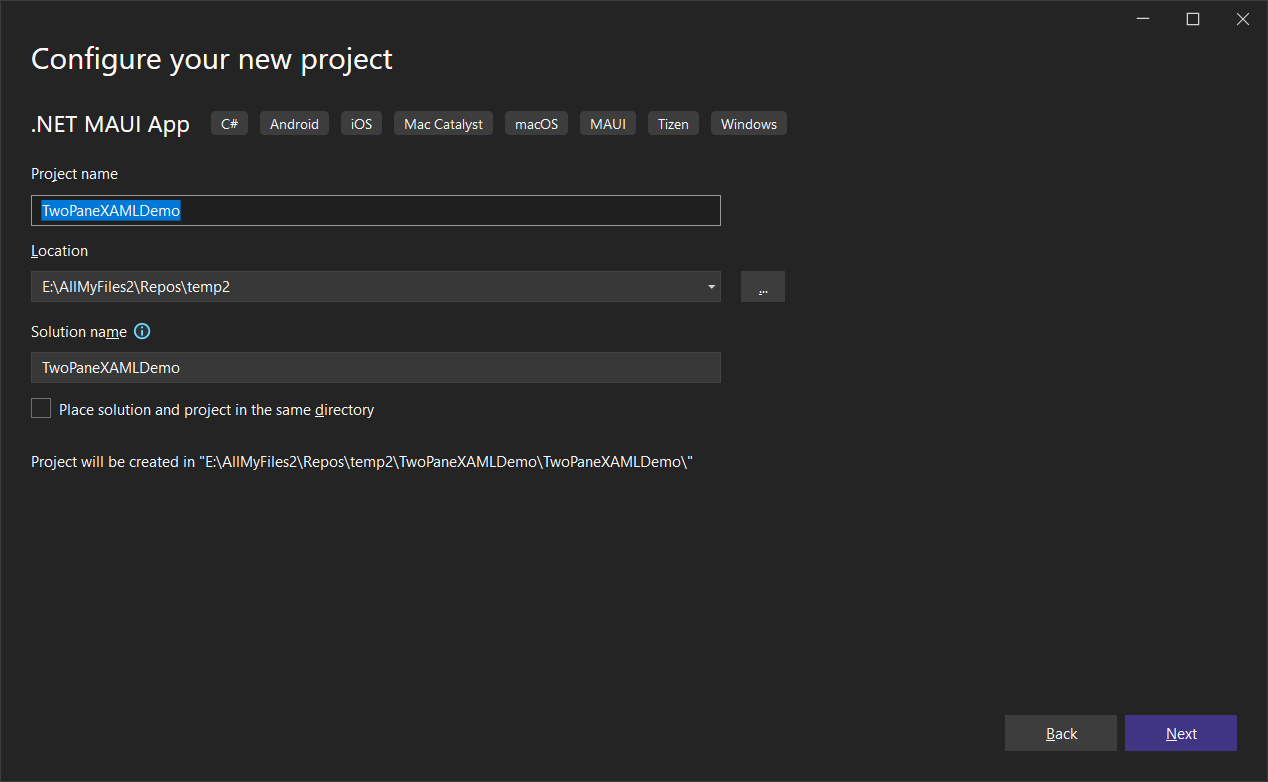 Configure your new project
.NET MAUI App C# Android iOS Mac Catalyst macOS MAUI Tizen Windows
Project name
TwoPaneXAMLDemo
Location
E:\AllMyFiles2\Repos\temp2 ...
Solution name
TwoPaneXAMLDemo
Place solution and project in the same directory
Project will be created in "E:\AllMyFiles2\Repos\temp2\TwoPaneXAMLDemo\TwoPaneXAMLDemo\"
Back Next